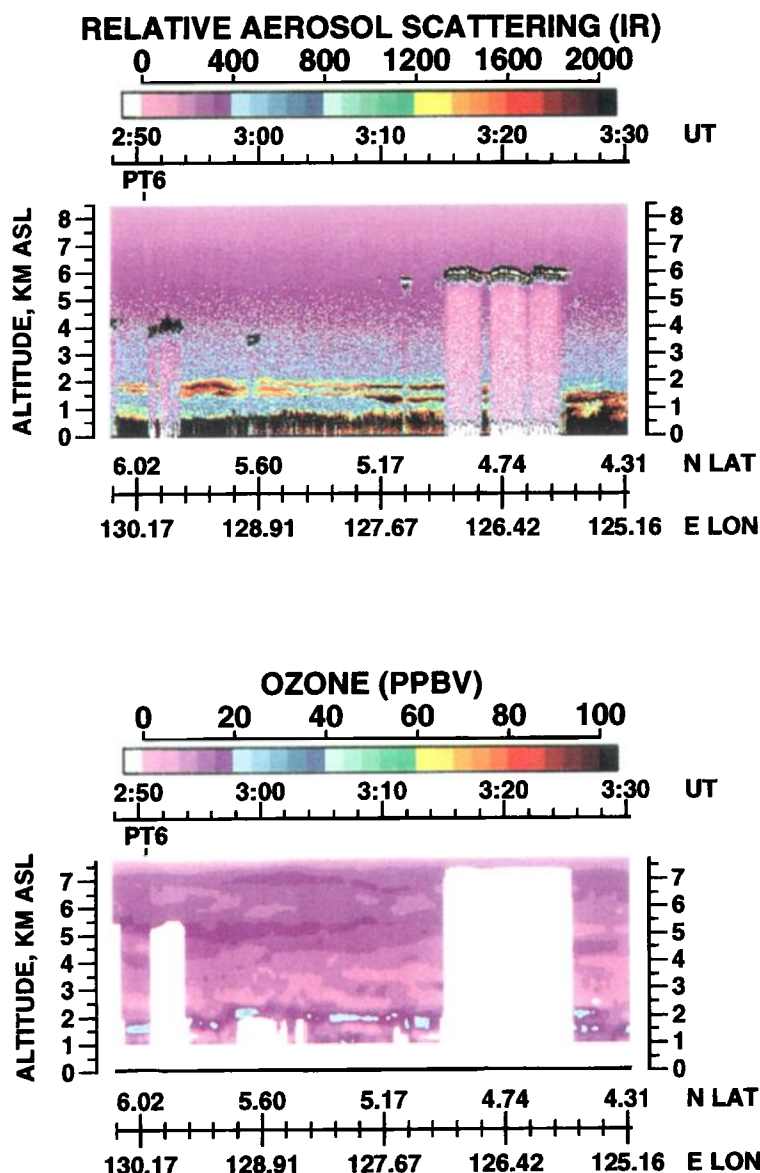 RELATIVE AEROSOL SCATTERING (IR)
0 400 800 1200 1600 2000
2:50 3:00 3:10 3:20 3:30 UT
PT6
ALTITUDE, KM ASL
8 8
7 7
6 6
5 5
4 4
3 3
2 2
1 1
0 0
6.02 5.60 5.17 4.74 4.31 N LAT
130.17 128.91 127.67 126.42 125.16 E LON
OZONE (PPBV)
0 20 40 60 80 100
2:50 3:00 3:10 3:20 3:30 UT
PT6
ALTITUDE, KM ASL
7 7
6 6
5 5
4 4
3 3
2 2
1 1
0 0
6.02 5.60 5.17 4.74 4.31 N LAT
130.17 128.91 127.67 126.42 125.16 E LON